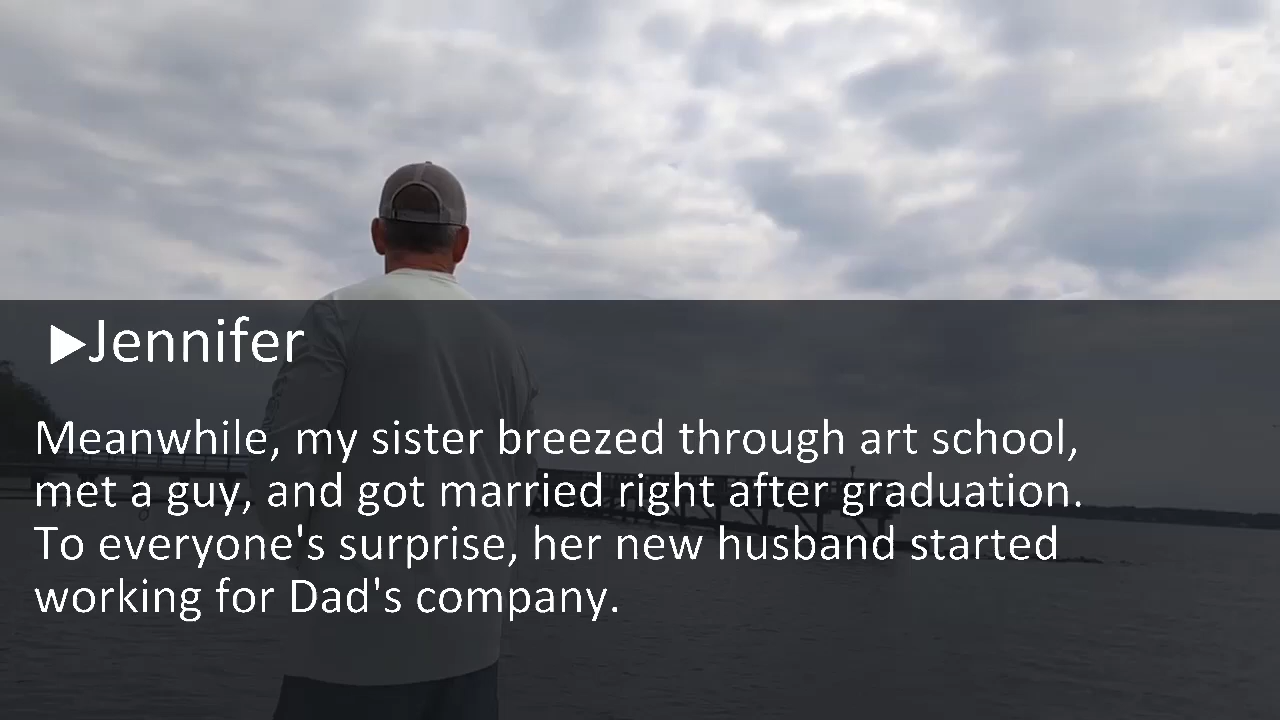 ▶Jennifer
Meanwhile, my sister breezed through art school,
met a guy, and got married right after graduation.
To everyone's surprise, her new husband started
working for Dad's company.